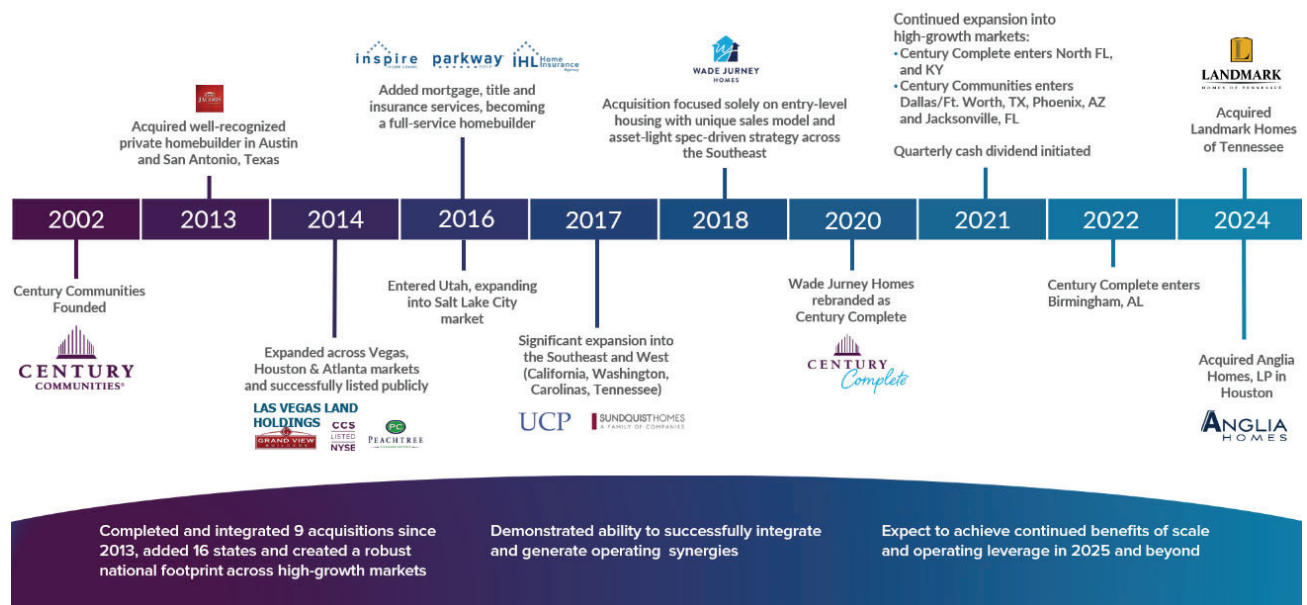 Acquired well-recognized
private homebuilder in Austin
and San Antonio, Texas
inspire parkway IHL Home Insurance
Added mortgage, title and
insurance services, becoming
a full-service homebuilder
WADE JURNEY
HOMES
Acquisition focused solely on entry-level
housing with unique sales model and
asset-light spec-driven strategy across
the Southeast
Continued expansion into
high-growth markets:
• Century Complete enters North FL,
and KY
• Century Communities enters
Dallas/Ft. Worth, TX, Phoenix, AZ
and Jacksonville, FL
Quarterly cash dividend initiated
L
LANDMARK
HOMES OF TENNESSEE
Acquired
Landmark Homes
of Tennessee
2002 2013 2014 2016 2017 2018 2020 2021 2022 2024
Century Communities
Founded
CENTURY
COMMUNITIES®
Expanded across Vegas,
Houston & Atlanta markets
and successfully listed publicly
LAS VEGAS LAND
HOLDINGS
GRAND VIEW
BUILDERS
CCS
LISTED
NYSE
PC
PEACHTREE
Entered Utah, expanding
into Salt Lake City
market
Significant expansion into
the Southeast and West
(California, Washington,
Carolinas, Tennessee)
UCP
SUNDQUISTHOMES
A FAMILY OF COMPANIES
Wade Jurney Homes
rebranded as
Century Complete
CENTURY
Complete
Century Complete enters
Birmingham, AL
Acquired Anglia
Homes, LP in
Houston
ANGLIA
HOMES
Completed and integrated 9 acquisitions since
2013, added 16 states and created a robust
national footprint across high-growth markets
Demonstrated ability to successfully integrate
and generate operating synergies
Expect to achieve continued benefits of scale
and operating leverage in 2025 and beyond